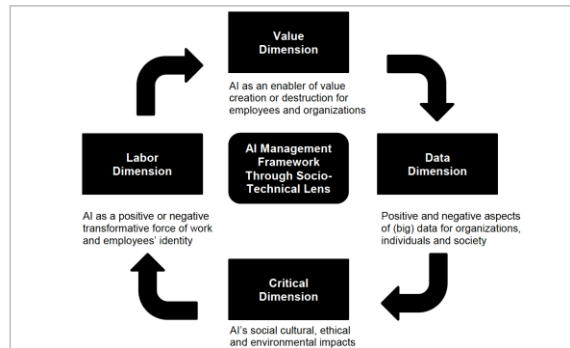 Value
Dimension
AI as an enabler of value
creation or destruction for
employees and organizations
Labor
Dimension
AI as a positive or negative
transformative force of work
and employees' identity
AI Management
Framework
Through Socio-
Technical Lens
Data
Dimension
Positive and negative aspects
of (big) data for organizations,
individuals and society
Critical
Dimension
AI's social cultural, ethical
and environmental impacts